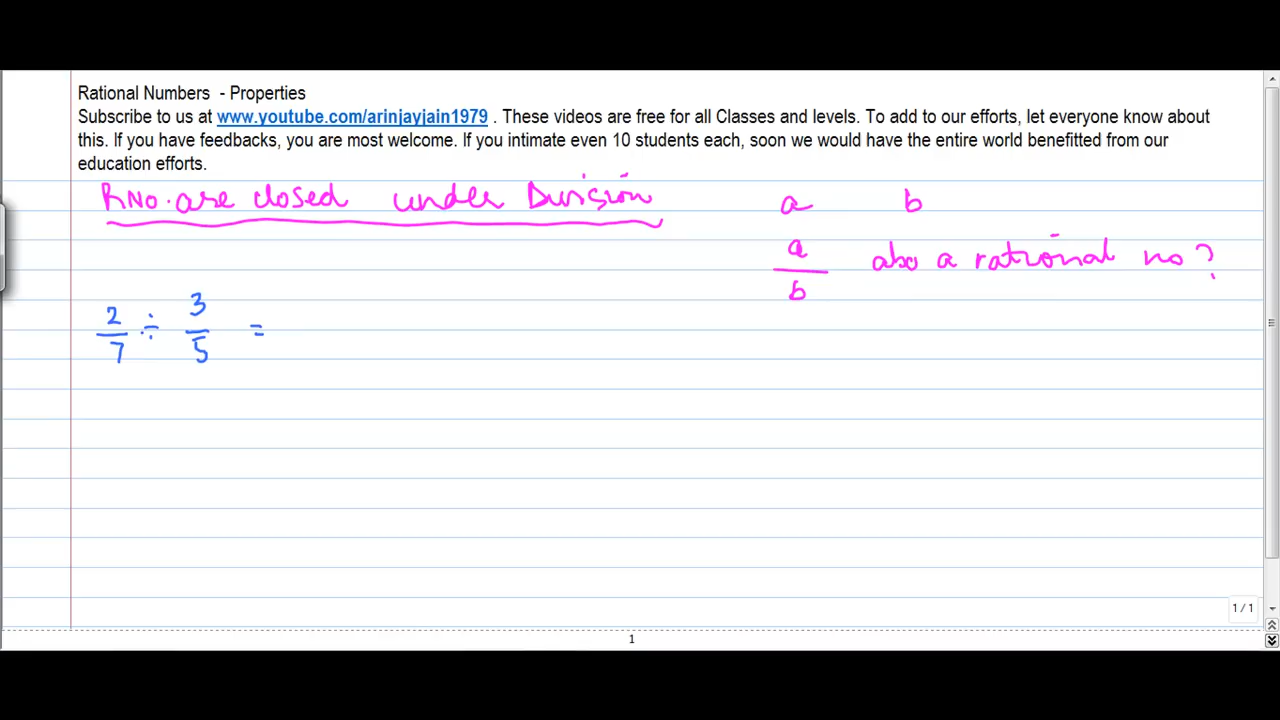 Rational Numbers - Properties
Subscribe to us at www.youtube.com/arinjayjain1979 . These videos are free for all Classes and levels. To add to our efforts, let everyone know about
this. If you have feedbacks, you are most welcome. If you intimate even 10 students each, soon we would have the entire world benefitted from our
education efforts.
RNo. are closed under Division
a b
a/b also a rational no?
2/7 ÷ 3/5 =
1/1
1